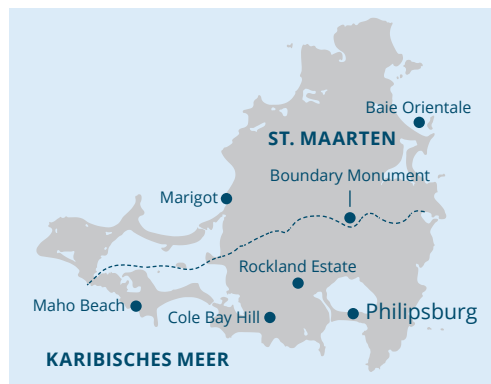 Baie Orientale
ST. MAARTEN
Boundary Monument
Marigot
Rockland Estate
Maho Beach
Cole Bay Hill
Philipsburg
KARIBISCHES MEER